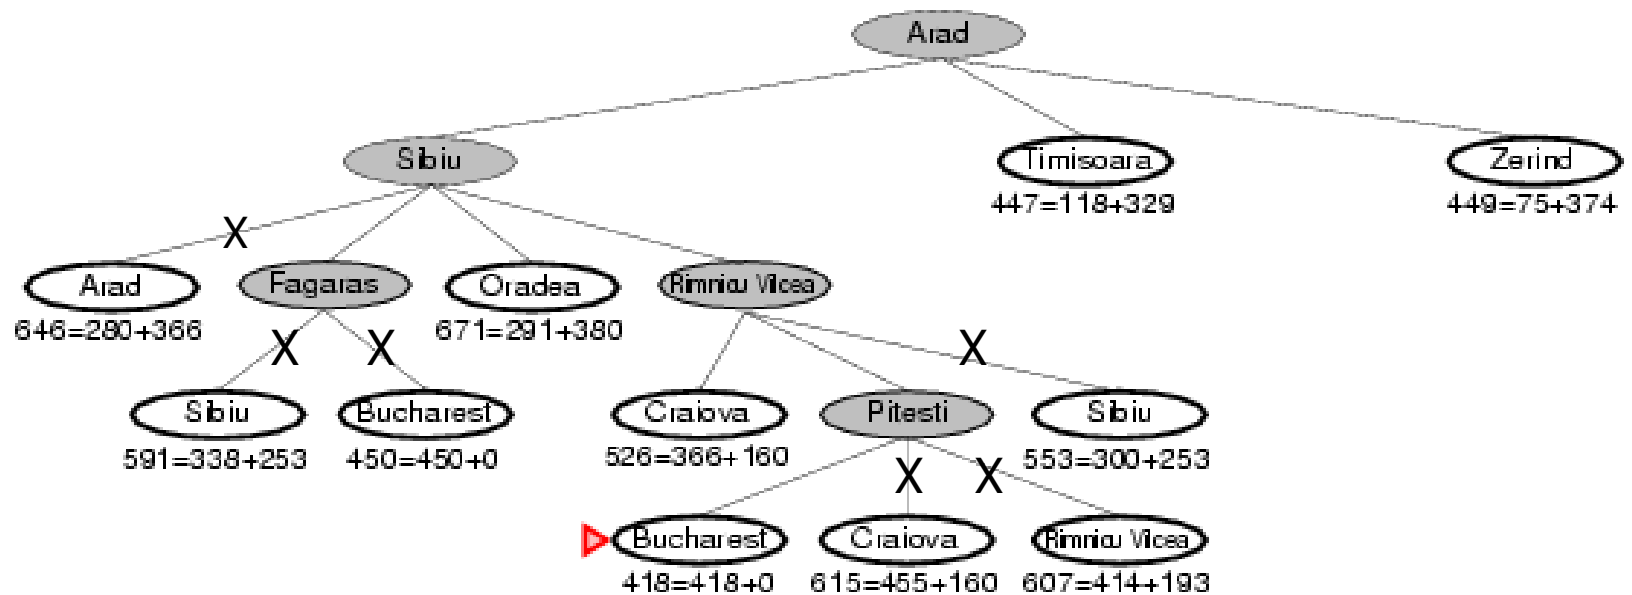 Arad
Sibiu Timisoara Zerind
447=118+329 449=75+374
X
Arad Fagaras Oradea Rimnicu Vilcea
646=280+366 671=291+380
X X X
Sibiu Bucharest Craiova Pitesti Sibiu
591=338+253 450=450+0 526=366+160 553=300+253
X X
Bucharest Craiova Rimnicu Vilcea
418=418+0 615=455+160 607=414+193